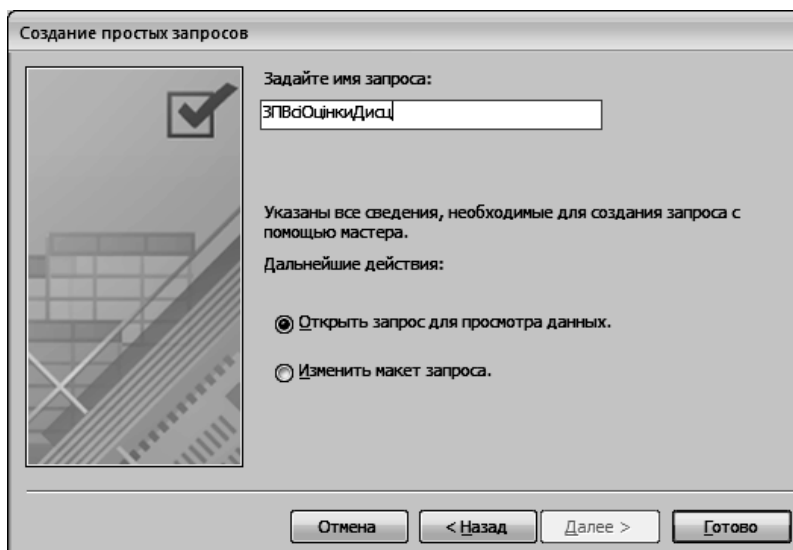 Создание простых запросов
Задайте имя запроса:
ЗПВсіОцінкиДисц
Указаны все сведения, необходимые для создания запроса с
помощью мастера.
Дальнейшие действия:
Открыть запрос для просмотра данных.
Изменить макет запроса.
Отмена
< Назад
Далее >
Готово